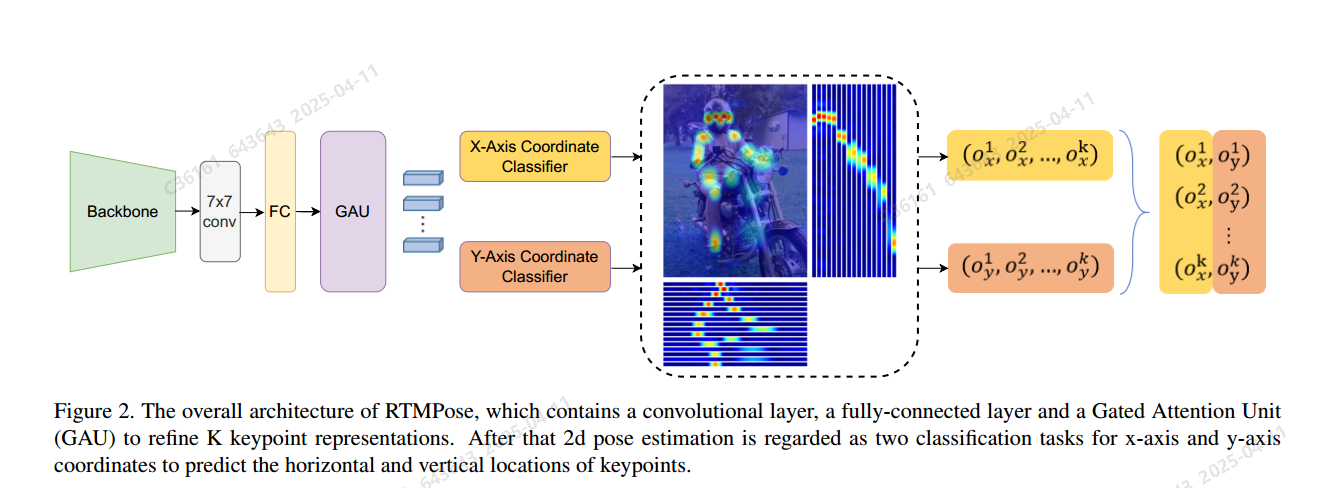 Backbone
7x7
conv
FC
GAU
X-Axis Coordinate
Classifier
Y-Axis Coordinate
Classifier
(o_x^1, o_x^2, ..., o_x^k)
(o_y^1, o_y^2, ..., o_y^k)
(o_x^1, o_y^1)
(o_x^2, o_y^2)
⋮
(o_x^k, o_y^k)
C36161 643643 2025-04-11
Figure 2. The overall architecture of RTMPose, which contains a convolutional layer, a fully-connected layer and a Gated Attention Unit
(GAU) to refine K keypoint representations. After that 2d pose estimation is regarded as two classification tasks for x-axis and y-axis
coordinates to predict the horizontal and vertical locations of keypoints.